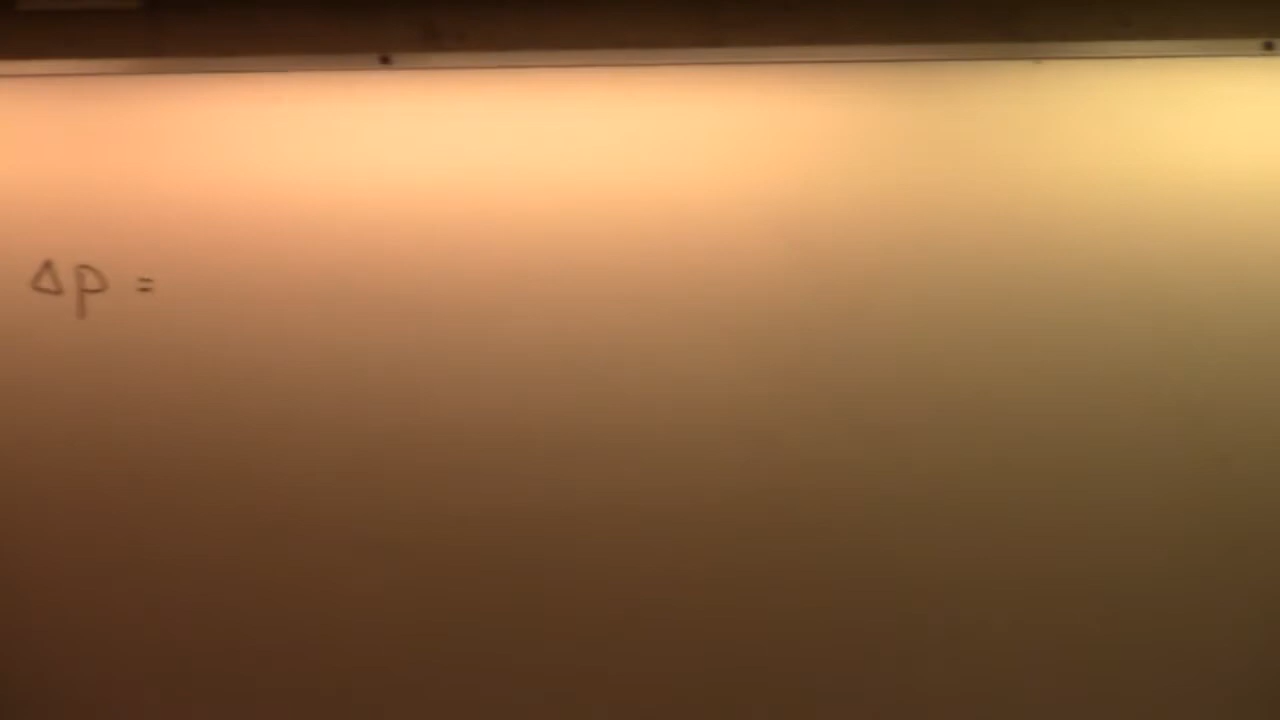 Δp =